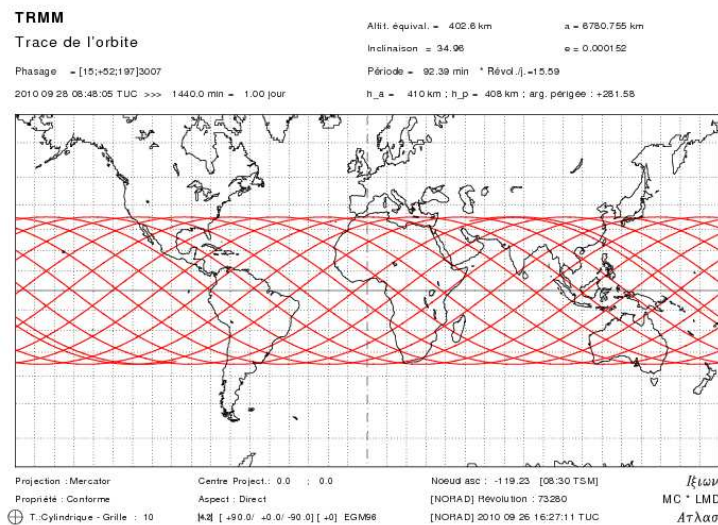 TRMM
Trace de l'orbite
Phasage = [15;+52;197]3007
2010 09 28 08:48:05 TUC >>> 1440.0 min = 1.00 jour
Altit. équival. = 402.6 km a = 6780.755 km
Inclinaison = 34.96 e = 0.000152
Période = 92.39 min * Révol./j.=15.59
h_a = 410 km ; h_p = 408 km ; arg. périgée : +281.58
Projection : Mercator
Propriété : Conforme
T.:Cylindrique - Grille : 10
Centre Project.: 0.0 ; 0.0
Aspect : Direct
[4.2] [ +90.0/ +0.0/ -90.0] [ +0] EGM96
Noeud asc : -119.23 [08:30 TSM]
[NORAD] Révolution : 73280
[NORAD] 2010 09 26 16:27:11 TUC
Ιξιων
MC * LMD
Ατλας